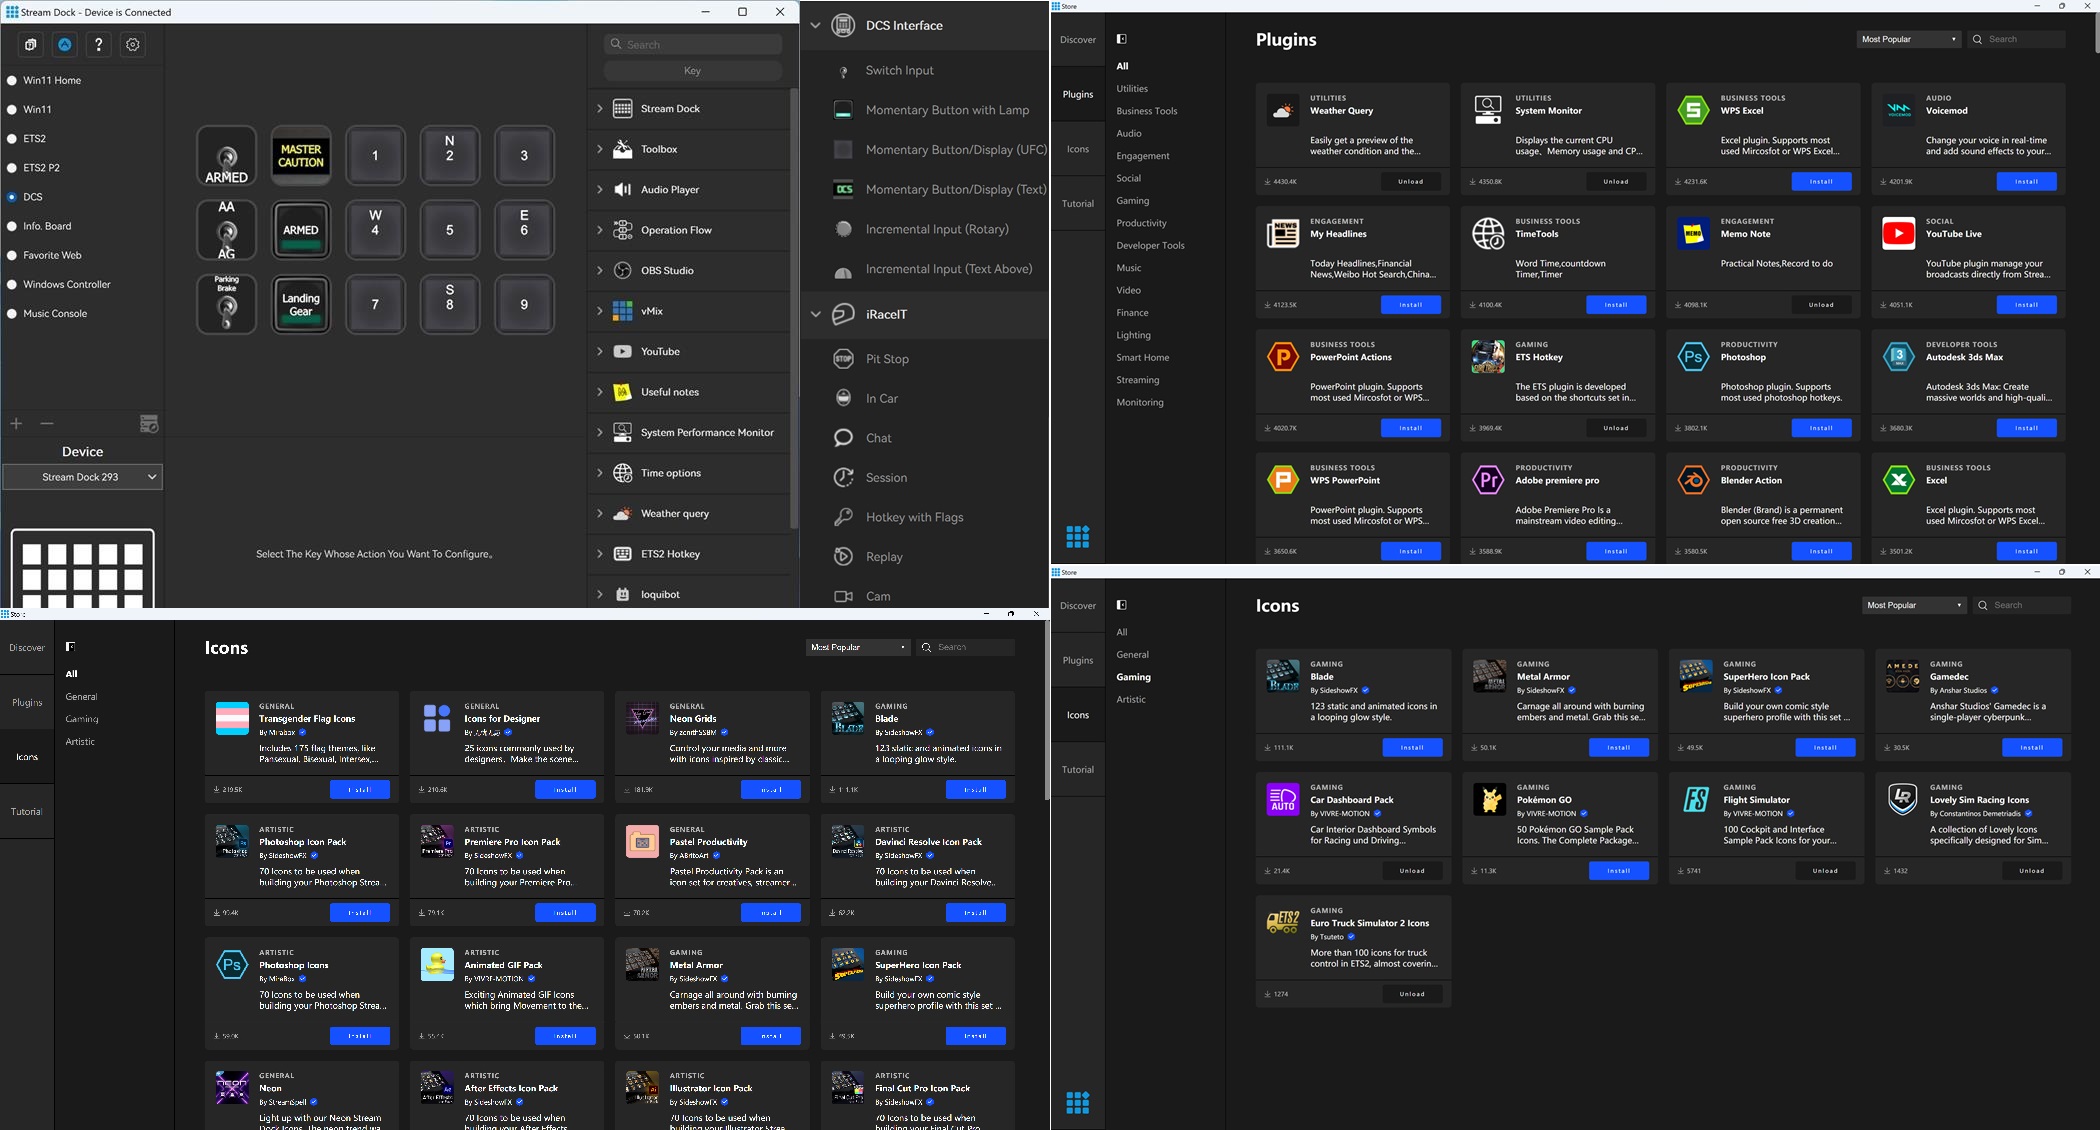 Stream Dock - Device is Connected
Win11 Home
Win11
ETS2
ETS2 P2
DCS
Info. Board
Favorite Web
Windows Controller
Music Console
Device
Stream Dock 293
ARMED
MASTER
CAUTION
1
N
2
3
AA
AG
ARMED
W
4
5
E
6
Parking
Brake
Landing
Gear
7
S
8
9
Select The Key Whose Action You Want To Configure。
Search
Key
Stream Dock
Toolbox
Audio Player
Operation Flow
OBS Studio
vMix
YouTube
Useful notes
System Performance Monitor
Time options
Weather query
ETS2 Hotkey
loquibot
DCS Interface
Switch Input
Momentary Button with Lamp
Momentary Button/Display (UFC)
DCS
Momentary Button/Display (Text)
Incremental Input (Rotary)
Incremental Input (Text Above)
iRaceIT
STOP
Pit Stop
In Car
Chat
Session
Hotkey with Flags
Replay
Cam
Store
Discover
Plugins
Icons
Tutorial
All
Utilities
Business Tools
Audio
Engagement
Social
Gaming
Productivity
Developer Tools
Music
Video
Finance
Lighting
Smart Home
Streaming
Monitoring
Plugins
Most Popular
Search
UTILITIES
Weather Query
Easily get a preview of the
weather condition and the...
4430.4K
Unload
UTILITIES
System Monitor
Displays the current CPU
usage、Memory usage and CP...
4350.8K
Unload
BUSINESS TOOLS
WPS Excel
Excel plugin. Supports most
used Mircosfot or WPS Excel...
4231.6K
Install
AUDIO
Voicemod
Change your voice in real-time
and add sound effects to your...
4201.9K
Install
NEWS
ENGAGEMENT
My Headlines
Today Headlines,Financial
News,Weibo Hot Search,China...
4123.5K
Install
BUSINESS TOOLS
TimeTools
Word Time,countdown
Timer,Timer
4100.4K
Install
MEMO
ENGAGEMENT
Memo Note
Practical Notes,Record to do
4098.1K
Unload
SOCIAL
YouTube Live
YouTube plugin manage your
broadcasts directly from Strea...
4051.1K
Install
BUSINESS TOOLS
PowerPoint Actions
PowerPoint plugin. Supports
most used Mircosfot or WPS...
4020.7K
Install
GAMING
ETS Hotkey
The ETS plugin is developed
based on the shortcuts set in...
3969.4K
Unload
Ps
PRODUCTIVITY
Photoshop
Photoshop plugin. Supports
most used photoshop hotkeys.
3802.1K
Install
DEVELOPER TOOLS
Autodesk 3ds Max
Autodesk 3ds Max: Create
massive worlds and high-quali...
3680.3K
Install
BUSINESS TOOLS
WPS PowerPoint
PowerPoint plugin. Supports
most used Mircosfot or WPS...
3650.6K
Install
Pr
PRODUCTIVITY
Adobe premiere pro
Adobe Premiere Pro Is a
mainstream video editing...
3588.9K
Install
PRODUCTIVITY
Blender Action
Blender (Brand) is a permanent
open source free 3D creation...
3580.5K
Install
BUSINESS TOOLS
Excel
Excel plugin. Supports most
used Mircosfot or WPS Excel...
3501.2K
Install
Store
Discover
Plugins
Icons
Tutorial
All
General
Gaming
Artistic
Icons
Most Popular
Search
GENERAL
Transgender Flag Icons
By Mirabox
Includes 175 flag themes, like
Pansexual, Bisexual, Intersex,...
219.5K
Install
GENERAL
Icons for Designer
25 icons commonly used by
designers、Make the scene...
210.6K
Install
GENERAL
Neon Grids
By zenithSSBM
Control your media and more
with icons inspired by classic...
181.9K
Install
BLADE
GAMING
Blade
By SideshowFX
123 static and animated icons in
a looping glow style.
111.1K
Install
ARTISTIC
Photoshop Icon Pack
By SideshowFX
70 Icons to be used when
building your Photoshop Strea...
99.4K
Install
ARTISTIC
Premiere Pro Icon Pack
By SideshowFX
70 Icons to be used when
building your Premiere Pro...
79.1K
Install
GENERAL
Pastel Productivity
By ABritoArt
Pastel Productivity Pack is an
icon set for creatives, streamer...
70.2K
Install
ARTISTIC
Davinci Resolve Icon Pack
By SideshowFX
70 Icons to be used when
building your Davinci Resolve...
62.2K
Install
Ps
ARTISTIC
Photoshop Icons
By MiraBox
70 Icons to be used when
building your Photoshop Strea...
59.0K
Install
ARTISTIC
Animated GIF Pack
By VIVRE-MOTION
Exciting Animated GIF Icons
which bring Movement to the...
Install
GAMING
Metal Armor
By SideshowFX
Carnage all around with burning
embers and metal. Grab this se...
50.1K
Install
GAMING
SuperHero Icon Pack
By SideshowFX
Build your own comic style
superhero profile with this set ...
49.5K
Install
GENERAL
Neon
By StreamSpell
Light up with our Neon Stream
Dock Icons. The neon trend wa
ARTISTIC
After Effects Icon Pack
By SideshowFX
70 Icons to be used when
building your After Effects
ARTISTIC
Illustrator Icon Pack
By SideshowFX
70 Icons to be used when
building your Illustrator Strea
ARTISTIC
Final Cut Pro Icon Pack
By SideshowFX
70 Icons to be used when
building your Final Cut Pro
Store
Discover
Plugins
Icons
Tutorial
All
General
Gaming
Artistic
Icons
Most Popular
Search
BLADE
GAMING
Blade
By SideshowFX
123 static and animated icons in
a looping glow style.
111.1K
Install
GAMING
Metal Armor
By SideshowFX
Carnage all around with burning
embers and metal. Grab this se...
50.1K
Install
GAMING
SuperHero Icon Pack
By SideshowFX
Build your own comic style
superhero profile with this set ...
49.5K
Install
GAMING
Gamedec
By Anshar Studios
Anshar Studios' Gamedec is a
single-player cyberpunk...
30.5K
Install
AUTO
GAMING
Car Dashboard Pack
By VIVRE-MOTION
Car Interior Dashboard Symbols
for Racing und Driving...
21.4K
Unload
GAMING
Pokémon GO
By VIVRE-MOTION
50 Pokémon GO Sample Pack
Icons. The Complete Package...
11.3K
Install
FS
GAMING
Flight Simulator
By VIVRE-MOTION
100 Cockpit and Interface
Sample Pack Icons for your...
5741
Unload
LR
GAMING
Lovely Sim Racing Icons
By Constantinos Demetriadis
A collection of Lovely Icons
specifically designed for Sim...
1432
Unload
ETS2
GAMING
Euro Truck Simulator 2 Icons
By Tsuteto
More than 100 icons for truck
control in ETS2, almost coverin...
1274
Unload